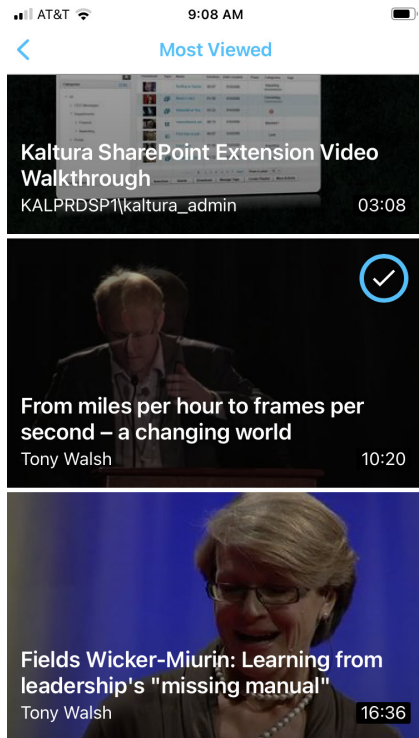 AT&T 9:08 AM
Most Viewed
Kaltura SharePoint Extension Video
Walkthrough
KALPRDSP1\kaltura_admin 03:08
From miles per hour to frames per
second – a changing world
Tony Walsh 10:20
Fields Wicker-Miurin: Learning from
leadership's "missing manual"
Tony Walsh 16:36